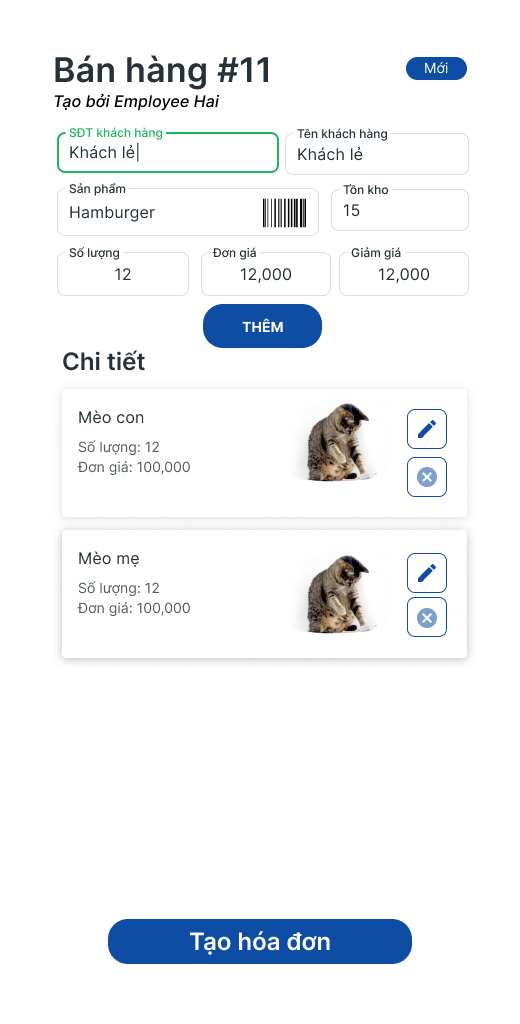 Bán hàng #11
Mới
Tạo bởi Employee Hai
SĐT khách hàng
Khách lẻ
Tên khách hàng
Khách lẻ
Sản phẩm
Hamburger
Tồn kho
15
Số lượng
12
Đơn giá
12,000
Giảm giá
12,000
THÊM
Chi tiết
Mèo con
Số lượng: 12
Đơn giá: 100,000
Mèo mẹ
Số lượng: 12
Đơn giá: 100,000
Tạo hóa đơn